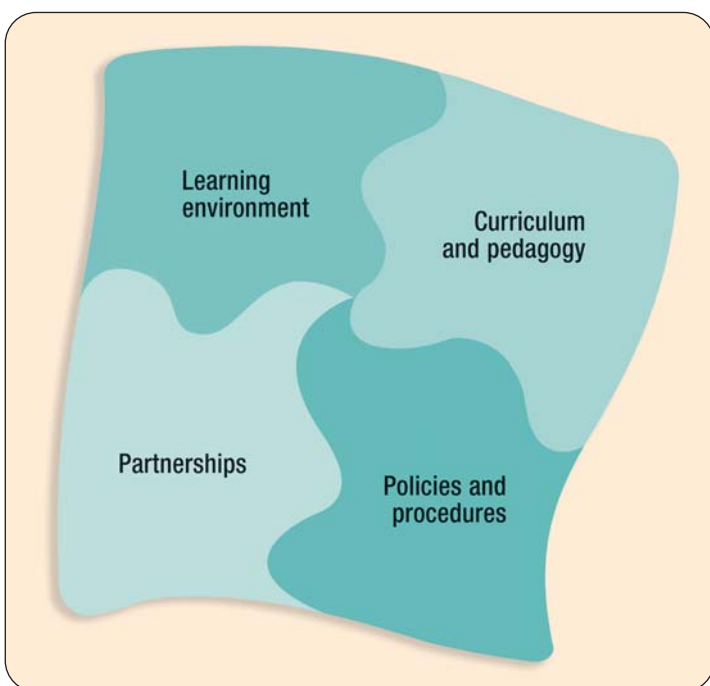 Learning
environment
Curriculum
and pedagogy
Partnerships
Policies and
procedures